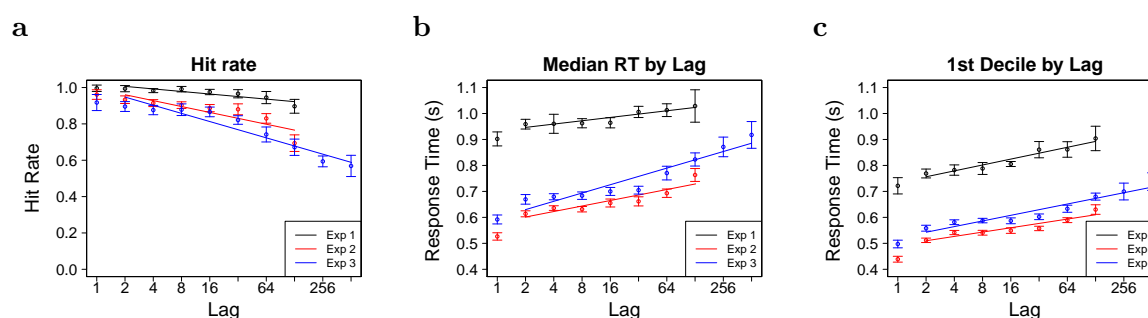 a
Hit rate
Hit Rate
1.0
0.8
0.6
0.4
0.2
0.0
1 2 4 8 16 64 256
Lag
Exp 1
Exp 2
Exp 3
b
Median RT by Lag
Response Time (s)
1.1
1.0
0.9
0.8
0.7
0.6
0.5
0.4
1 2 4 8 16 64 256
Lag
Exp 1
Exp 2
Exp 3
c
1st Decile by Lag
Response Time (s)
1.1
1.0
0.9
0.8
0.7
0.6
0.5
0.4
1 2 4 8 16 64 256
Lag
Exp
Exp
Exp